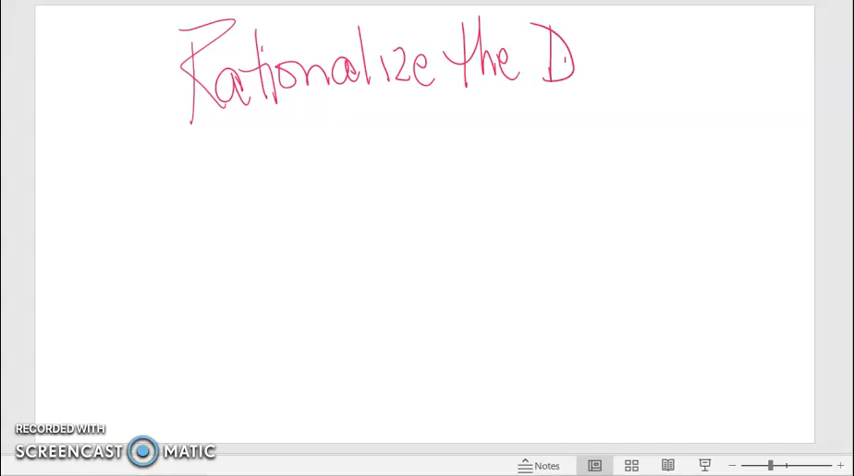 Rationalize the D
RECORDED WITH
SCREENCAST MATIC
Notes